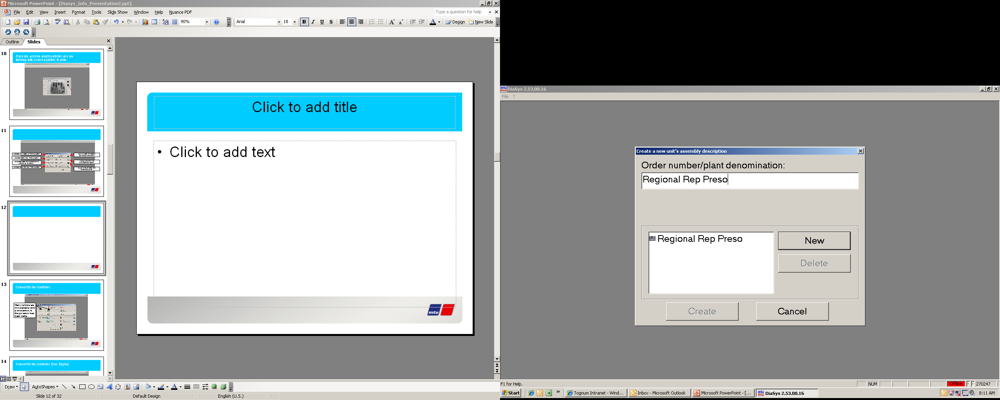 Microsoft PowerPoint - [Diasys_Info_Presentation2.ppt]
File Edit View Insert Format Tools Slide Show Window Help Nuance PDF
Type a question for help
90%
Arial
18
B I U S
Design
New Slide
Outline
Slides
10
If you are not sure what controller you are
working with, select a picture to view.
11
12
13
Connect to the controller.
Many options are
not available until
a connection to
the governor has
been made.
14
Connect to the controller (One Engine)
Click to add title
• Click to add text
mtu
Draw
AutoShapes
Slide 12 of 32
Default Design
English (U.S.)
DiaSys 2.53.00.16
File ?
Create a new unit's assembly description
Order number/plant denomination:
Regional Rep Preso
Regional Rep Preso
New
Delete
Create
Cancel
F1 for Help.
NUM
Offline
- -
270247
Start
Tognum Intranet - Wind...
Inbox - Microsoft Outlook
Microsoft PowerPoint - [...
DiaSys 2.53.00.16
8:11 AM